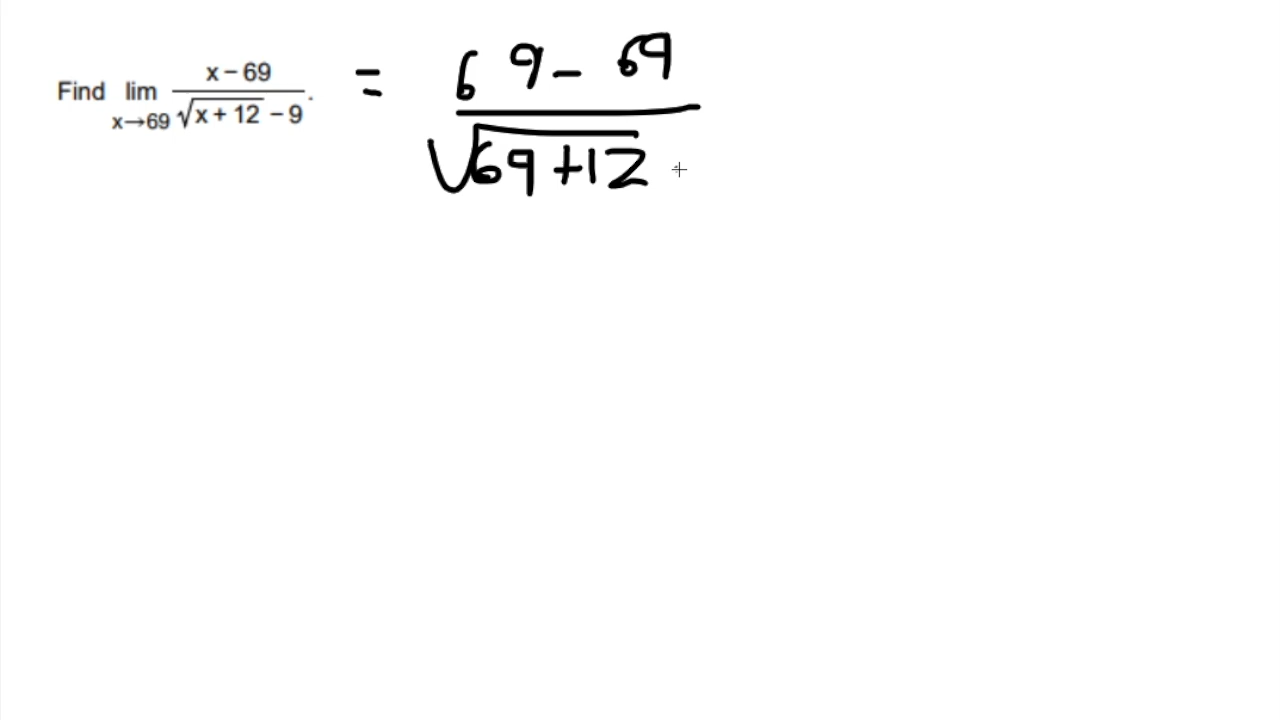 Find lim x→69 x − 69 / √x + 12 − 9. = 69 − 69 / √69 + 12